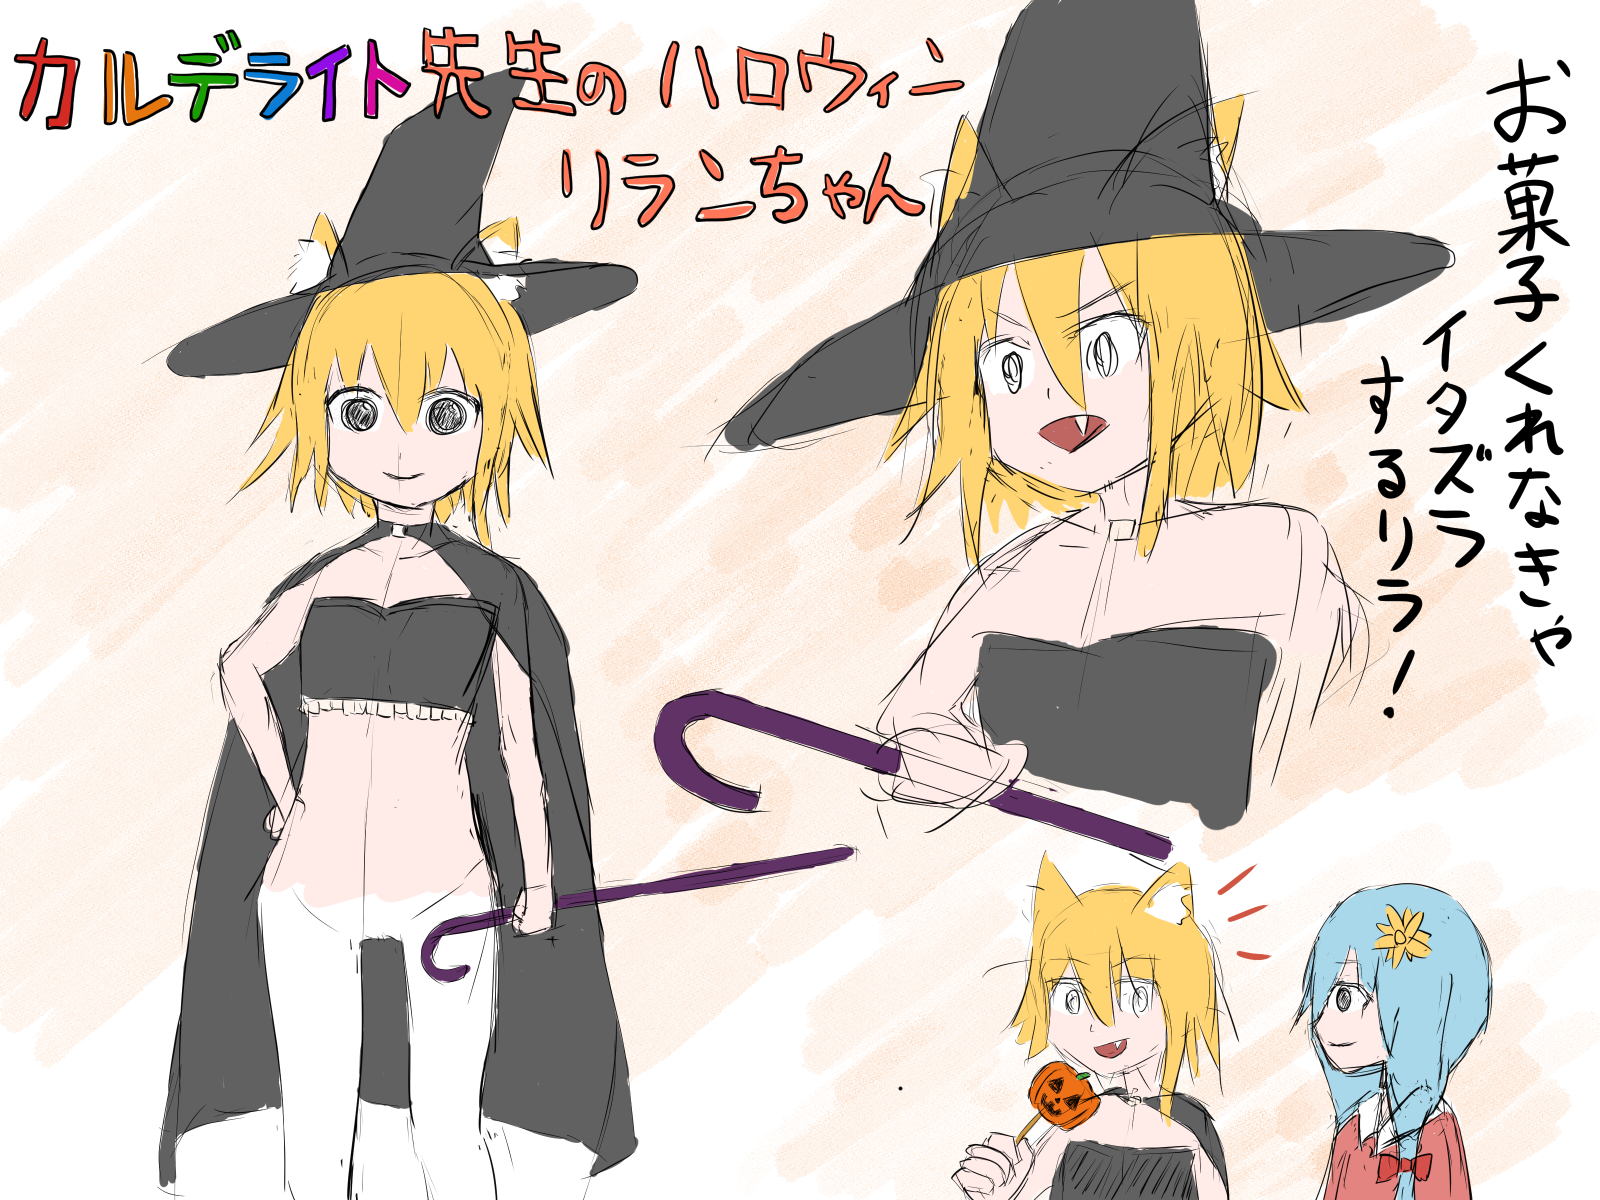 カルデライト先生のハロウィン
リランちゃん
お菓子くれなきゃ
イタズラ
するリラ!